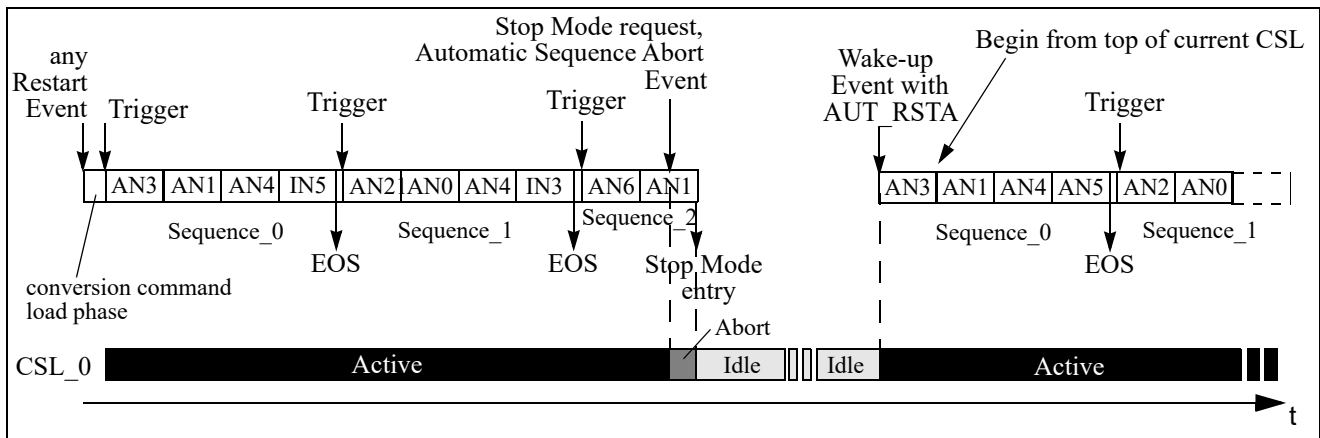 Stop Mode request,
Automatic Sequence Abort
Event
any
Restart
Event
Trigger
Trigger
Trigger
Wake-up
Event with
AUT_RSTA
Begin from top of current CSL
Trigger
AN3 AN1 AN4 IN5 AN21 AN0 AN4 IN3 AN6 AN1
AN3 AN1 AN4 AN5 AN2 AN0
Sequence_0
Sequence_1
Sequence_2
Sequence_0
Sequence_1
EOS
EOS
Stop Mode
entry
EOS
conversion command
load phase
Abort
CSL_0
Active
Idle
Idle
Active
t